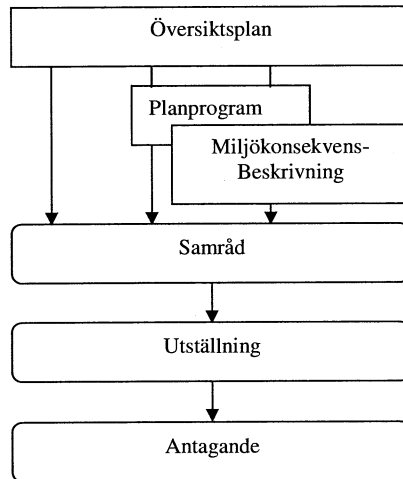 Översiktsplan
Planprogram
Miljökonsekvens-
Beskrivning
Samråd
Utställning
Antagande